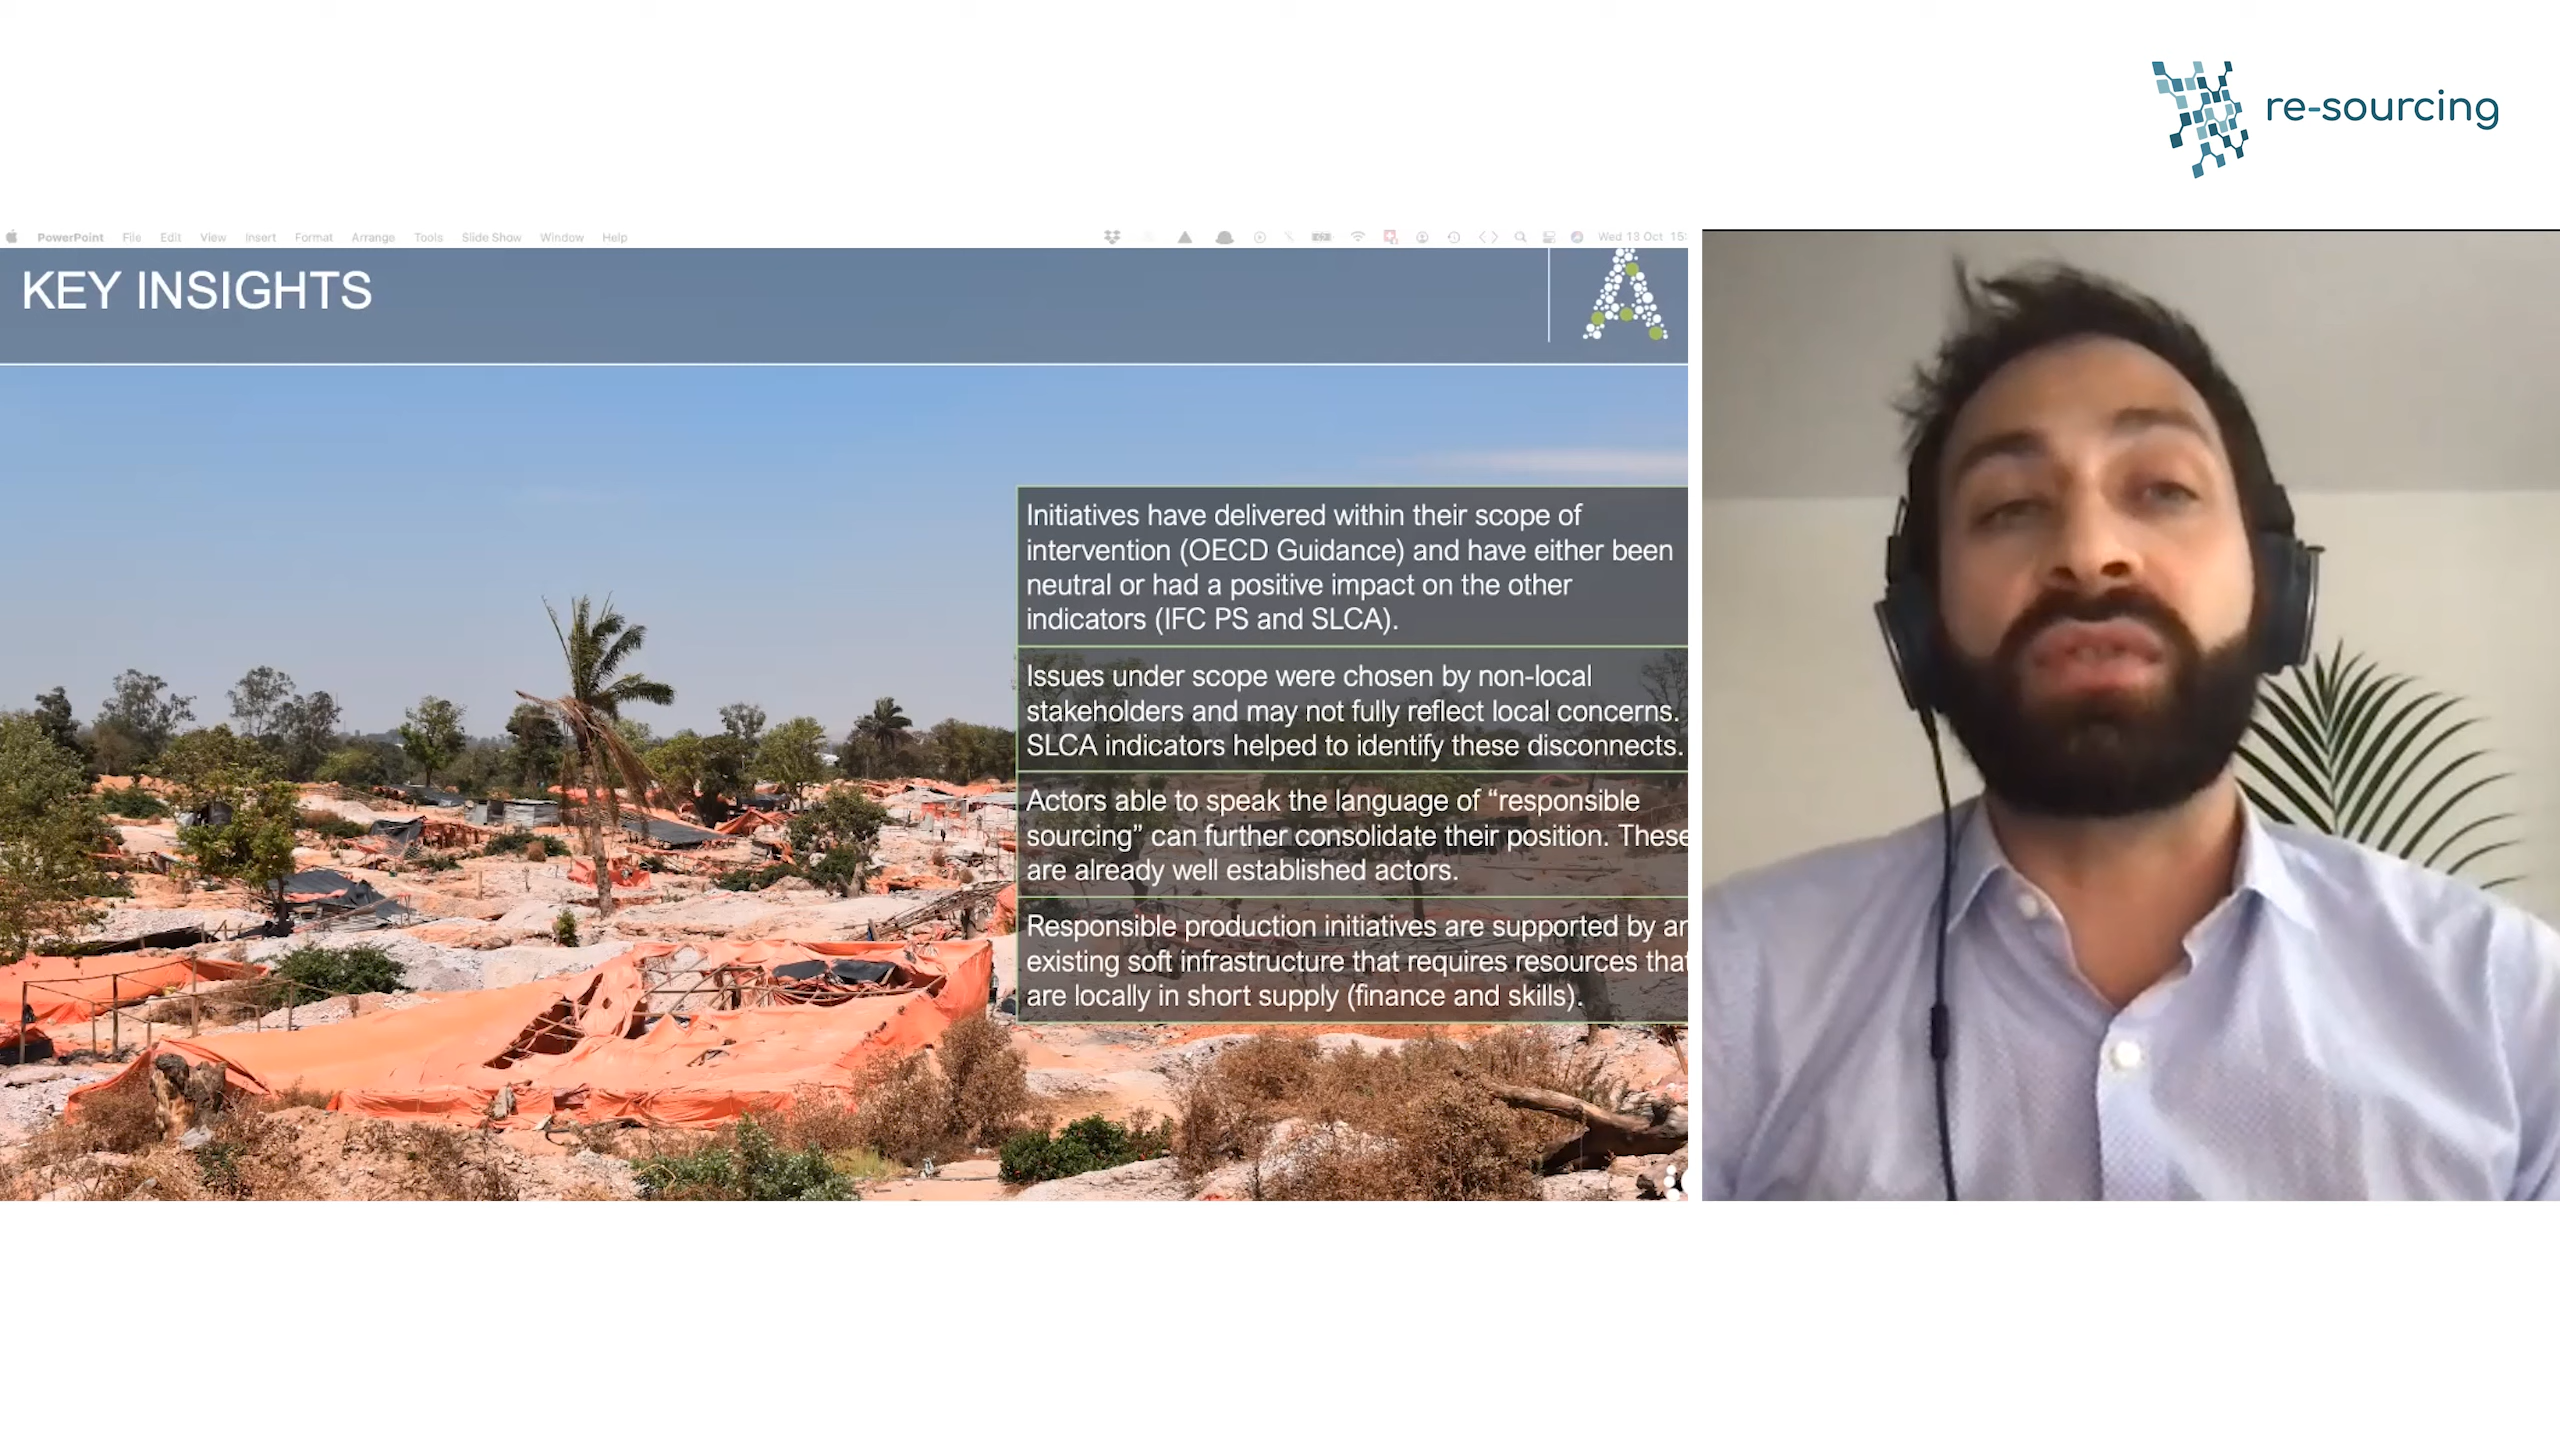 re-sourcing
PowerPoint File Edit View Insert Format Arrange Tools Slide Show Window Help Wed 13 Oct 15:
KEY INSIGHTS
Initiatives have delivered within their scope of
intervention (OECD Guidance) and have either been
neutral or had a positive impact on the other
indicators (IFC PS and SLCA).
Issues under scope were chosen by non-local
stakeholders and may not fully reflect local concerns.
SLCA indicators helped to identify these disconnects.
Actors able to speak the language of “responsible
sourcing” can further consolidate their position. These
are already well established actors.
Responsible production initiatives are supported by
existing soft infrastructure that requires resources
are locally in short supply (finance and skills).